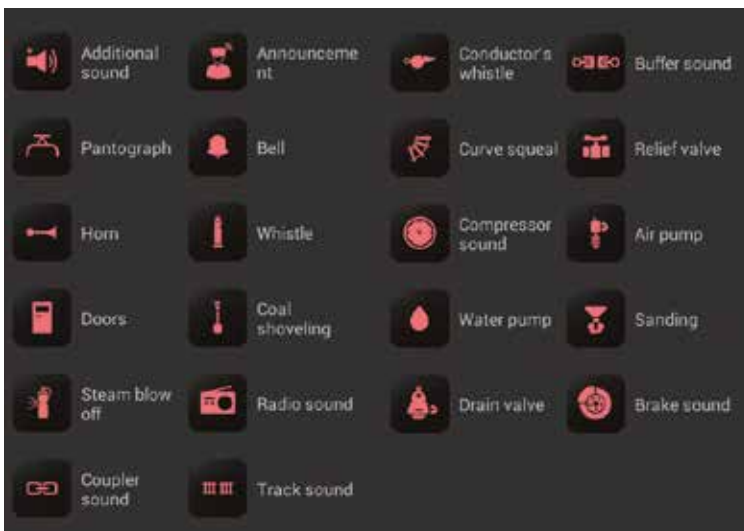 Additional
sound
Announceme
nt
Conductor's
whistle
Buffer sound
Pantograph
Bell
Curve squeal
Relief valve
Horn
Whistle
Compressor
sound
Air pump
Doors
Coal
shoveling
Water pump
Sanding
Steam blow
off
Radio sound
Drain valve
Brake sound
Coupler
sound
Track sound